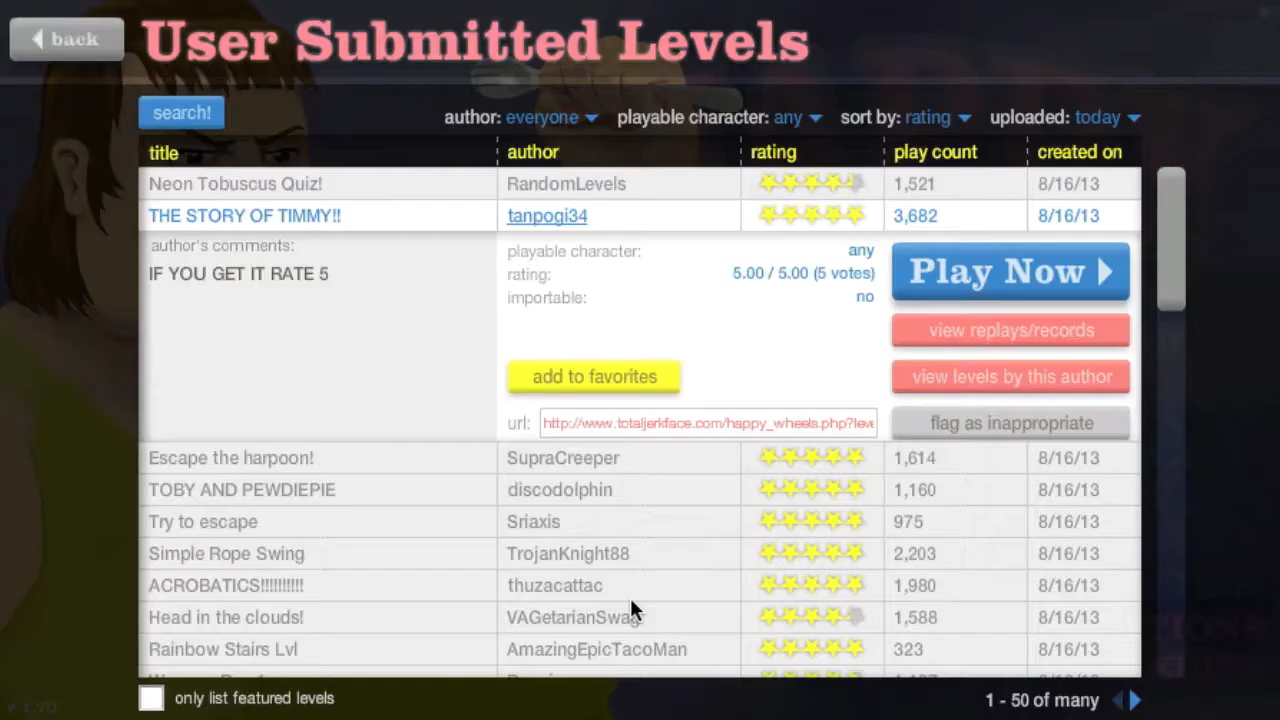 back
User Submitted Levels
search!
author: everyone playable character: any sort by: rating uploaded: today
title author rating play count created on
Neon Tobuscus Quiz! RandomLevels 1,521 8/16/13
THE STORY OF TIMMY!! tanpogi34 3,682 8/16/13
author's comments:
IF YOU GET IT RATE 5
playable character: any
rating: 5.00 / 5.00 (5 votes)
importable: no
Play Now
view replays/records
add to favorites
view levels by this author
url: http://www.totaljerkface.com/happy_wheels.php?lev
flag as inappropriate
Escape the harpoon! SupraCreeper 1,614 8/16/13
TOBY AND PEWDIEPIE discodolphin 1,160 8/16/13
Try to escape Sriaxis 975 8/16/13
Simple Rope Swing TrojanKnight88 2,203 8/16/13
ACROBATICS!!!!!!!!!! thuzacattac 1,980 8/16/13
Head in the clouds! VAGetarianSwag 1,588 8/16/13
Rainbow Stairs Lvl AmazingEpicTacoMan 323 8/16/13
only list featured levels
1 - 50 of many